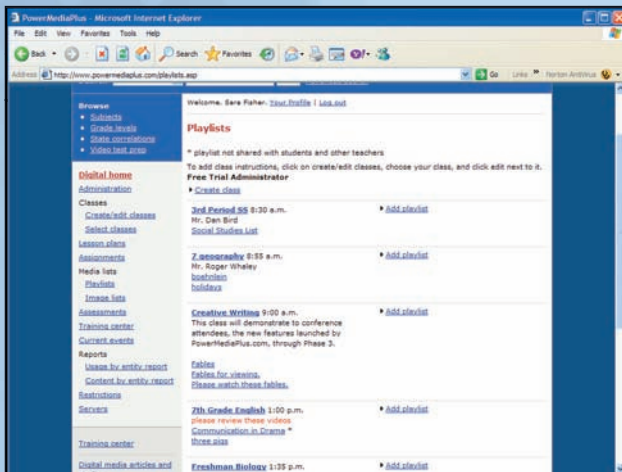 PowerMediaPlus - Microsoft Internet Explorer
File Edit View Favorites Tools Help
Back Search Favorites
Address http://www.powermediaplus.com/playlists.asp Go Links Norton AntiVirus
Browse
Subjects
Grade levels
State correlations
Video test prep
Digital home
Administration
Classes
Create/edit classes
Select classes
Lesson plans
Assignments
Media lists
Playlists
Image lists
Assessments
Training center
Current events
Reports
Usage by entity report
Content by entity report
Restrictions
Servers
Training center
Digital media articles and
Welcome, Sara Fisher. Your Profile | Log out
Playlists
* playlist not shared with students and other teachers
To add class instructions, click on create/edit classes, choose your class, and click edit next to it.
Free Trial Administrator
Create class
3rd Period SS 8:30 a.m. Add playlist
Mr. Dan Bird
Social Studies List
7 geography 8:55 a.m. Add playlist
Mr. Roger Whaley
boehnlein
holidays
Creative Writing 9:00 a.m. Add playlist
This class will demonstrate to conference
attendees, the new features launched by
PowerMediaPlus.com, through Phase 3.
Fables
Fables for viewing.
Please watch these fables.
7th Grade English 1:00 p.m. Add playlist
please review these videos
Communication in Drama *
three pigs
Freshman Biology 1:35 p.m. Add playlist